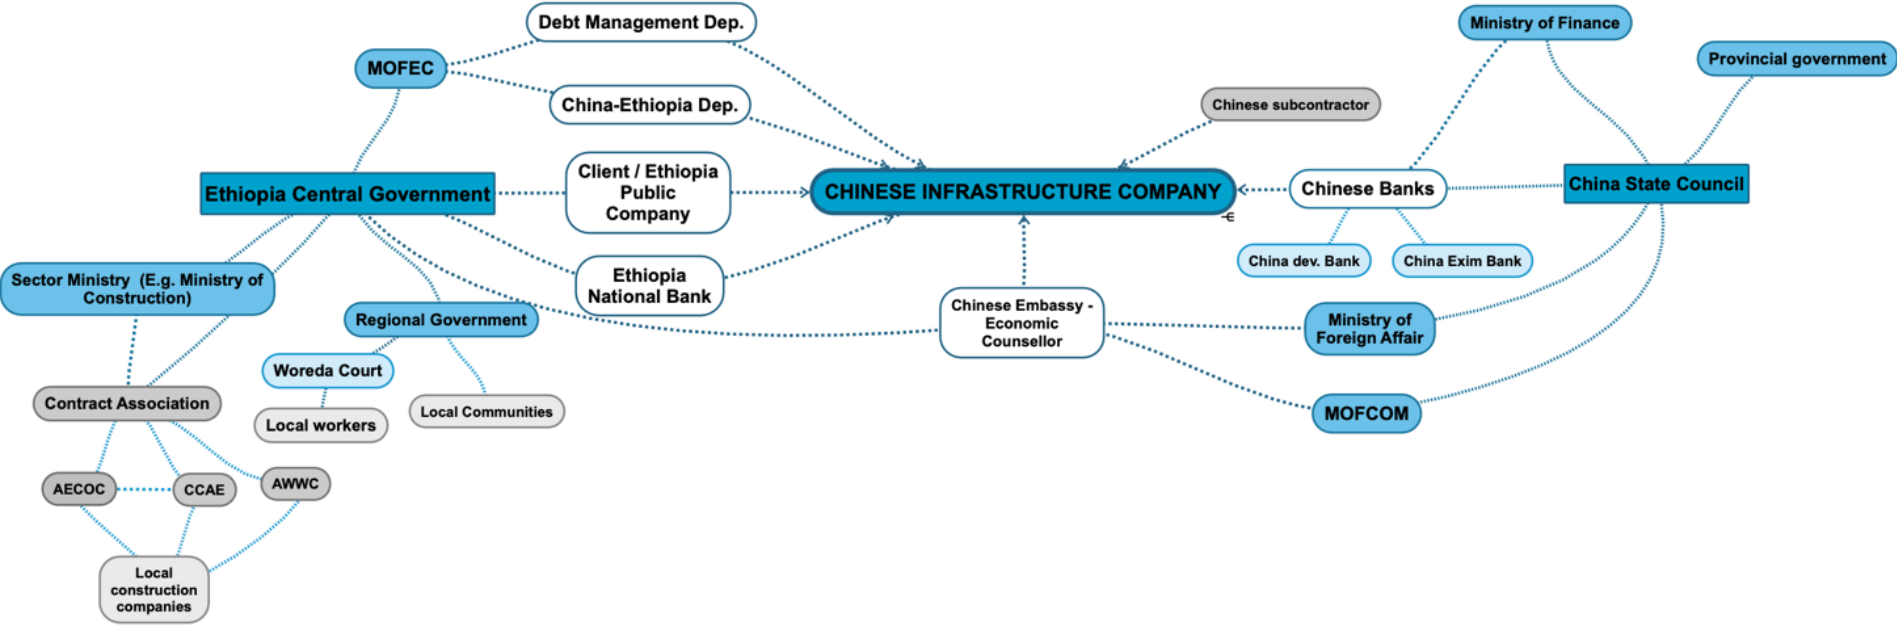 Debt Management Dep.
Ministry of Finance
MOFEC
Provincial government
China-Ethiopia Dep.
Chinese subcontractor
Client / Ethiopia
Public
Company
Ethiopia Central Government
CHINESE INFRASTRUCTURE COMPANY
Chinese Banks
China State Council
Sector Ministry (E.g. Ministry of
Construction)
Ethiopia
National Bank
China dev. Bank
China Exim Bank
Regional Government
Chinese Embassy -
Economic
Counsellor
Ministry of
Foreign Affair
Woreda Court
Contract Association
Local workers
Local Communities
MOFCOM
AECOC
CCAE
AWWC
Local
construction
companies